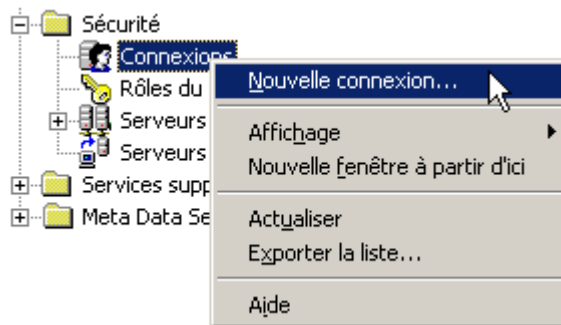 Sécurité
Connexions
Nouvelle connexion...
Rôles du
Serveurs
Affichage
Serveurs
Nouvelle fenêtre à partir d'ici
Services supp
Meta Data Se
Actualiser
Exporter la liste...
Aide